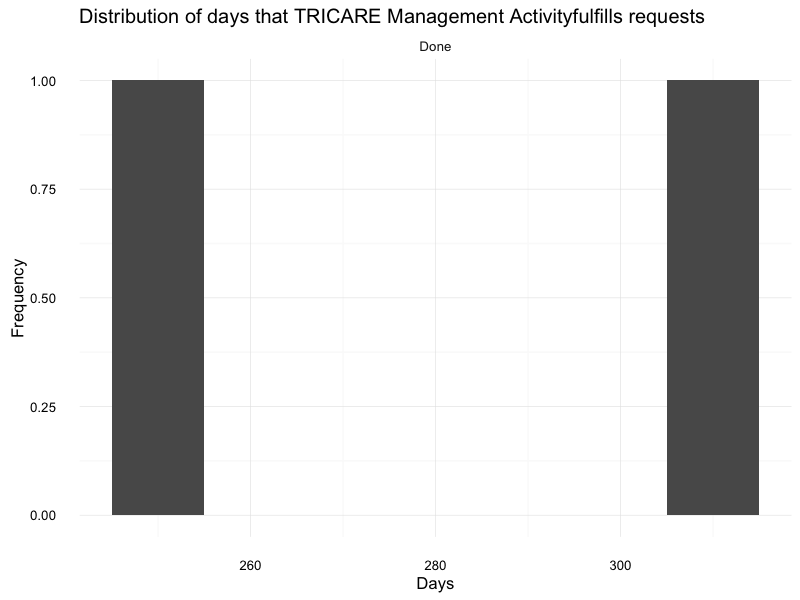 Distribution of days that TRICARE Management Activityfulfills requests
Done
1.00
0.75
0.50
0.25
0.00
Frequency
260 280 300
Days